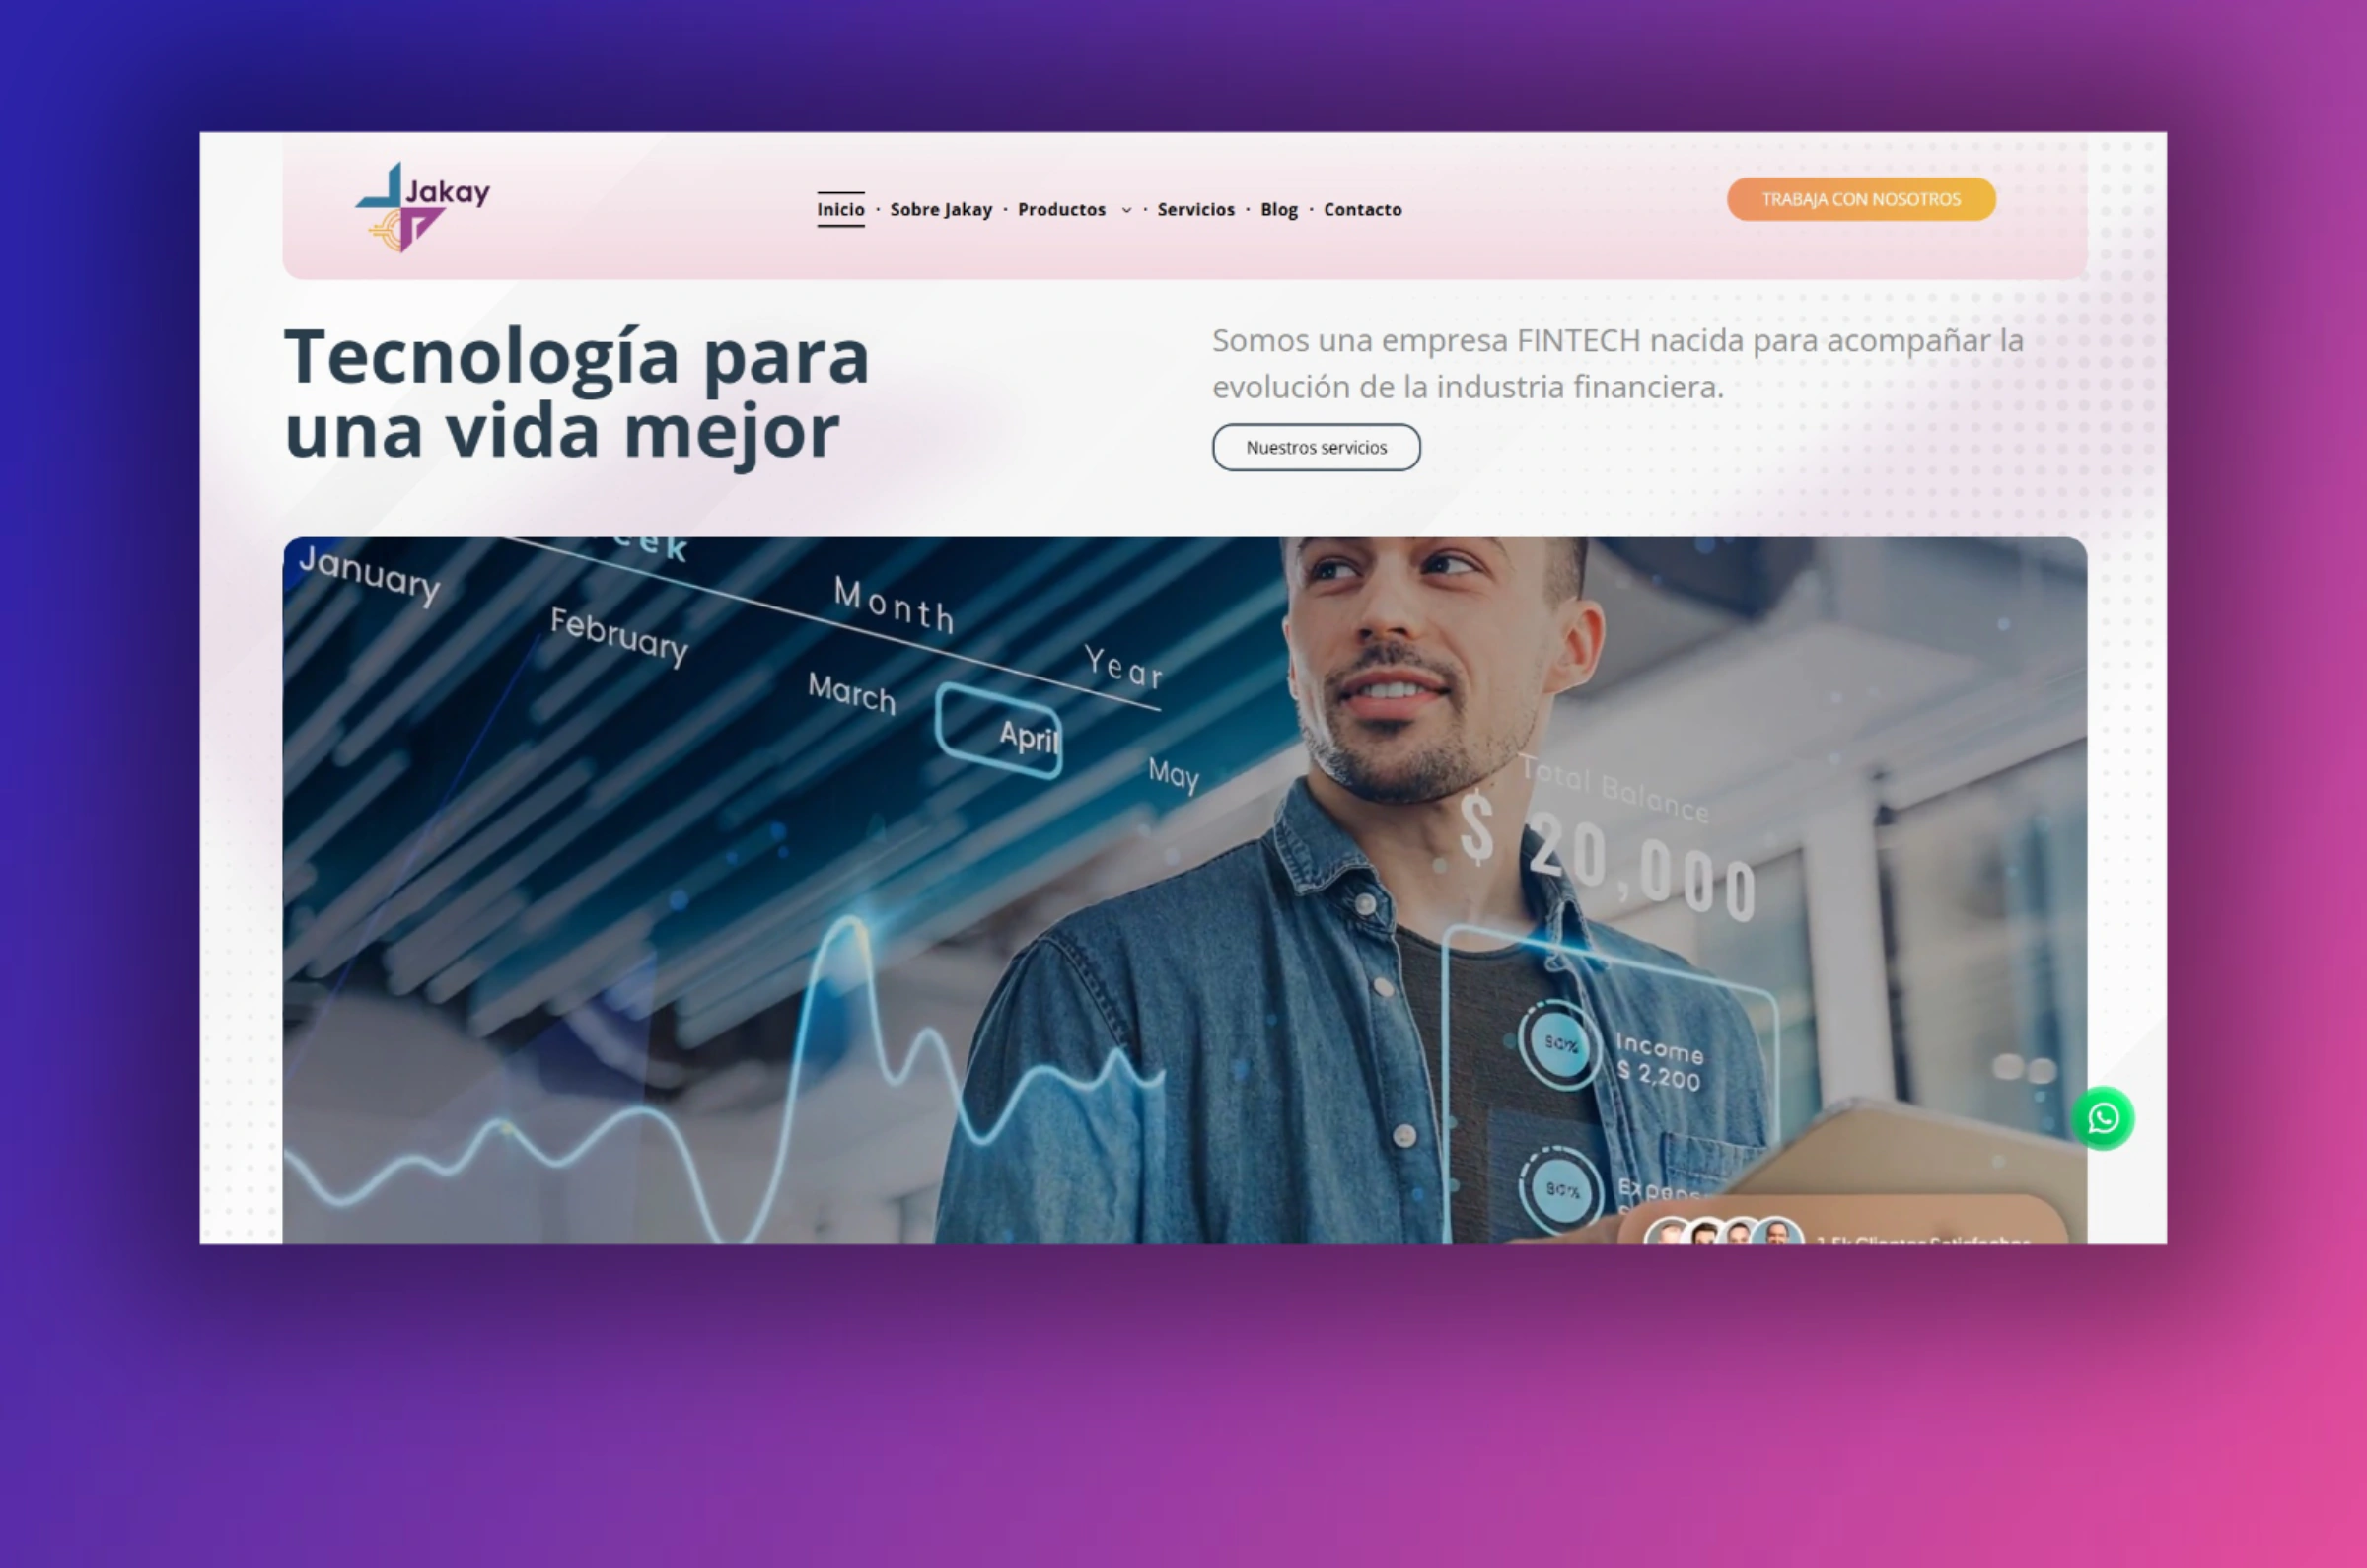 Jakay
Inicio · Sobre Jakay · Productos · Servicios · Blog · Contacto
TRABAJA CON NOSOTROS
Tecnología para
una vida mejor
Somos una empresa FINTECH nacida para acompañar la
evolución de la industria financiera.
Nuestros servicios
January
February
Month
Year
March
April
May
Total Balance
$ 20,000
Income
$ 2,200
90%